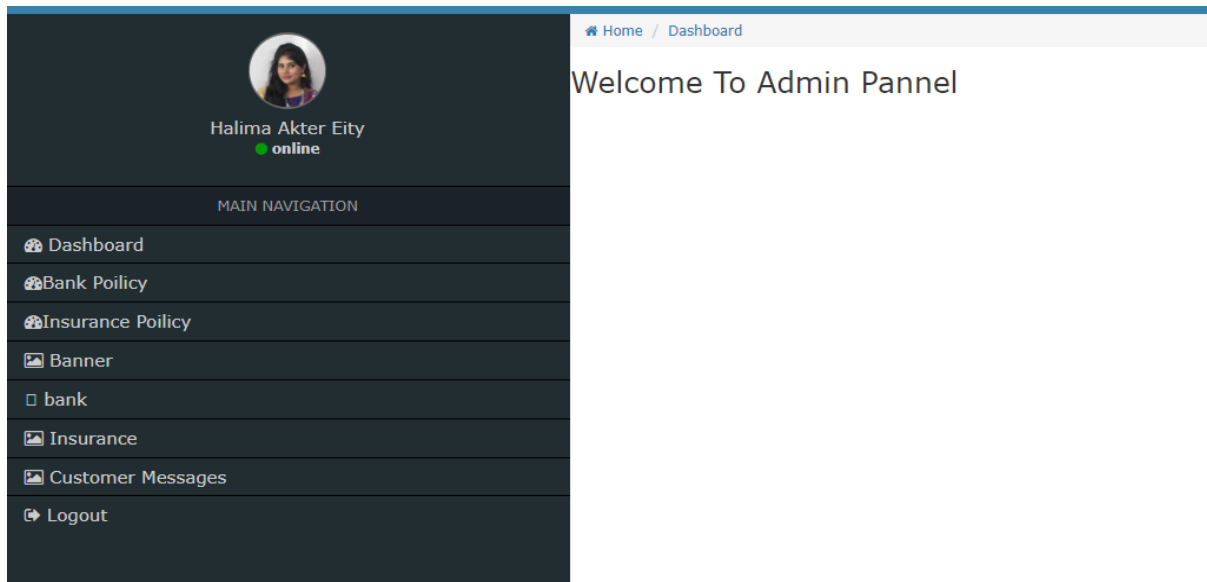 Halima Akter Eity
online
MAIN NAVIGATION
Dashboard
Bank Poilicy
Insurance Poilicy
Banner
bank
Insurance
Customer Messages
Logout
Home / Dashboard
Welcome To Admin Pannel